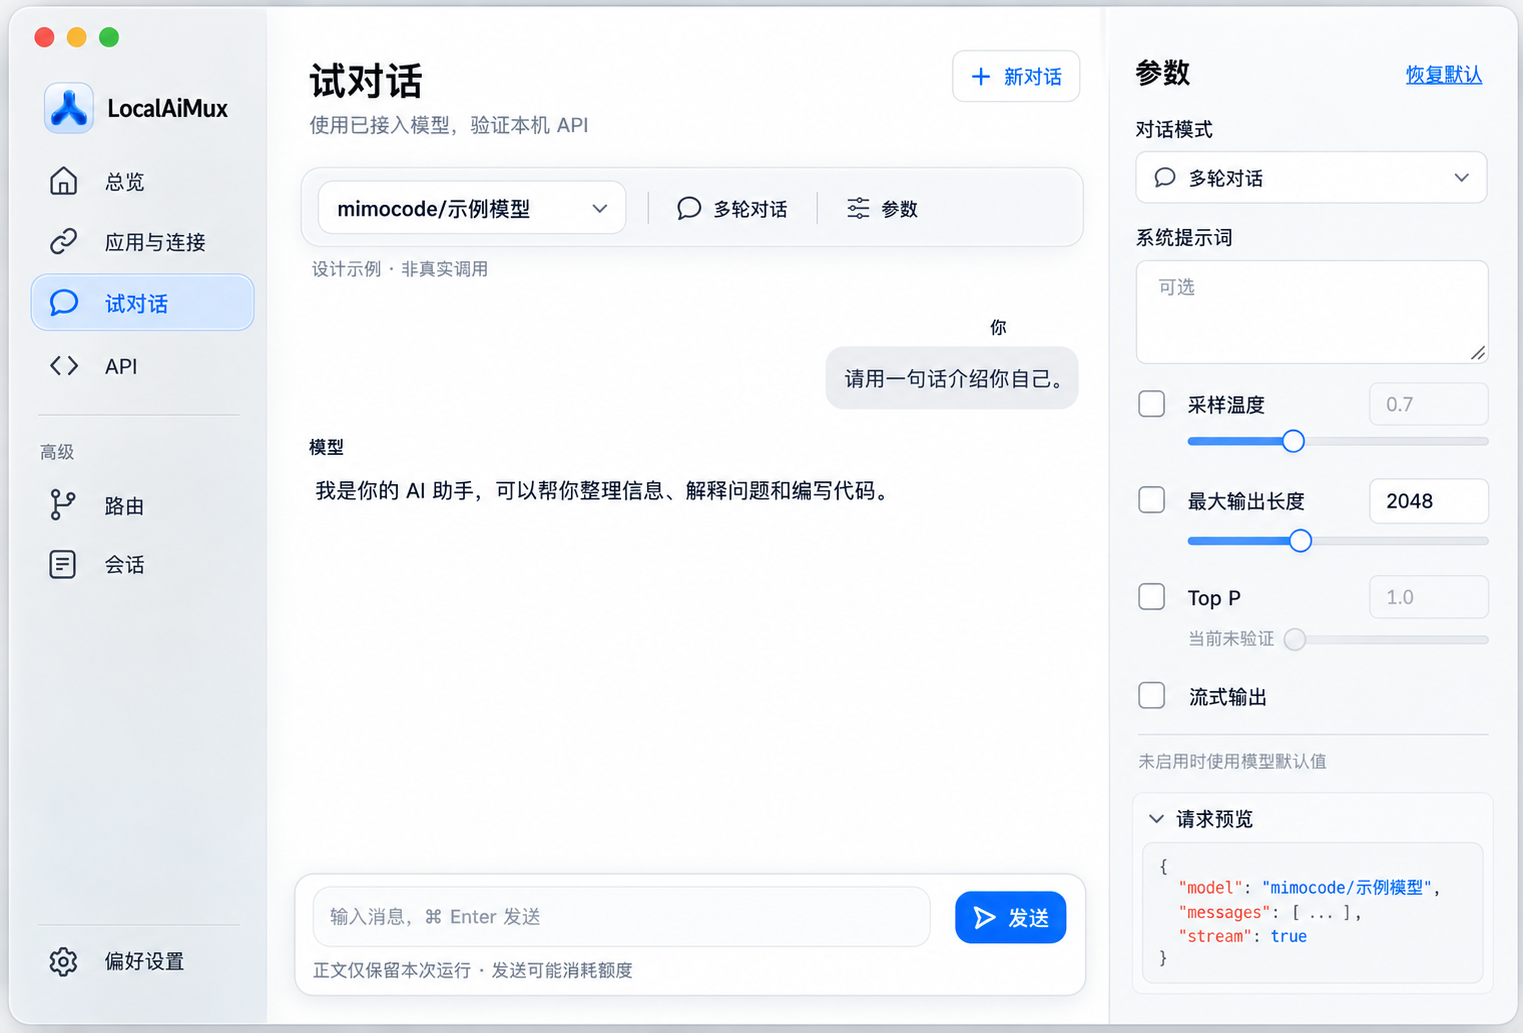 LocalAiMux
总览
应用与连接
试对话
API
高级
路由
会话
偏好设置
试对话
使用已接入模型，验证本机 API
+ 新对话
mimocode/示例模型
多轮对话
参数
设计示例 · 非真实调用
你
请用一句话介绍你自己。
模型
我是你的 AI 助手，可以帮你整理信息、解释问题和编写代码。
输入消息，⌘ Enter 发送
发送
正文仅保留本次运行 · 发送可能消耗额度
参数
恢复默认
对话模式
多轮对话
系统提示词
可选
采样温度
0.7
最大输出长度
2048
Top P
1.0
当前未验证
流式输出
未启用时使用模型默认值
请求预览
{
"model": "mimocode/示例模型",
"messages": [ ... ],
"stream": true
}